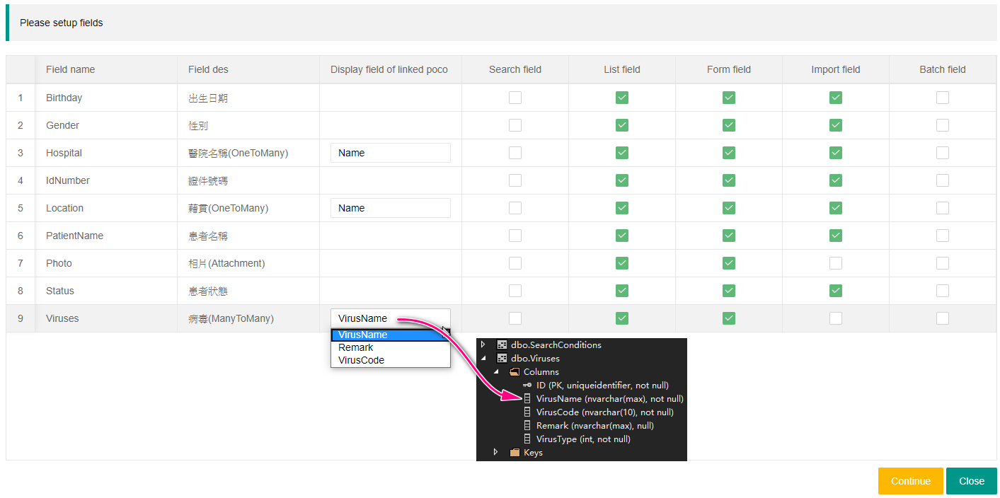 Please setup fields
Field name Field des Display field of linked poco Search field List field Form field Import field Batch field
1 Birthday 出生日期
2 Gender 性別
3 Hospital 醫院名稱(OneToMany) Name
4 IdNumber 證件號碼
5 Location 藉貫(OneToMany) Name
6 PatientName 患者名稱
7 Photo 相片(Attachment)
8 Status 患者狀態
9 Viruses 病毒(ManyToMany) VirusName
VirusName
Remark
VirusCode
dbo.SearchConditions
dbo.Viruses
Columns
ID (PK, uniqueidentifier, not null)
VirusName (nvarchar(max), not null)
VirusCode (nvarchar(10), not null)
Remark (nvarchar(max), null)
VirusType (int, not null)
Keys
Continue Close